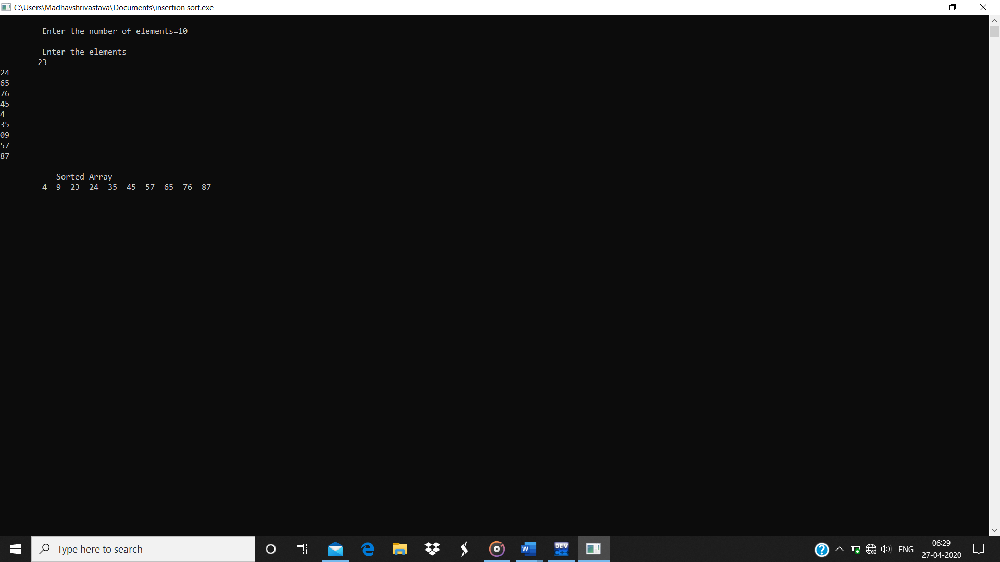 C:\Users\Madhavshrivastava\Documents\insertion sort.exe
Enter the number of elements=10
Enter the elements
23
24
65
76
45
4
35
09
57
87
-- Sorted Array --
4 9 23 24 35 45 57 65 76 87
Type here to search
W
DEV
C++
?
ENG
06:29
27-04-2020